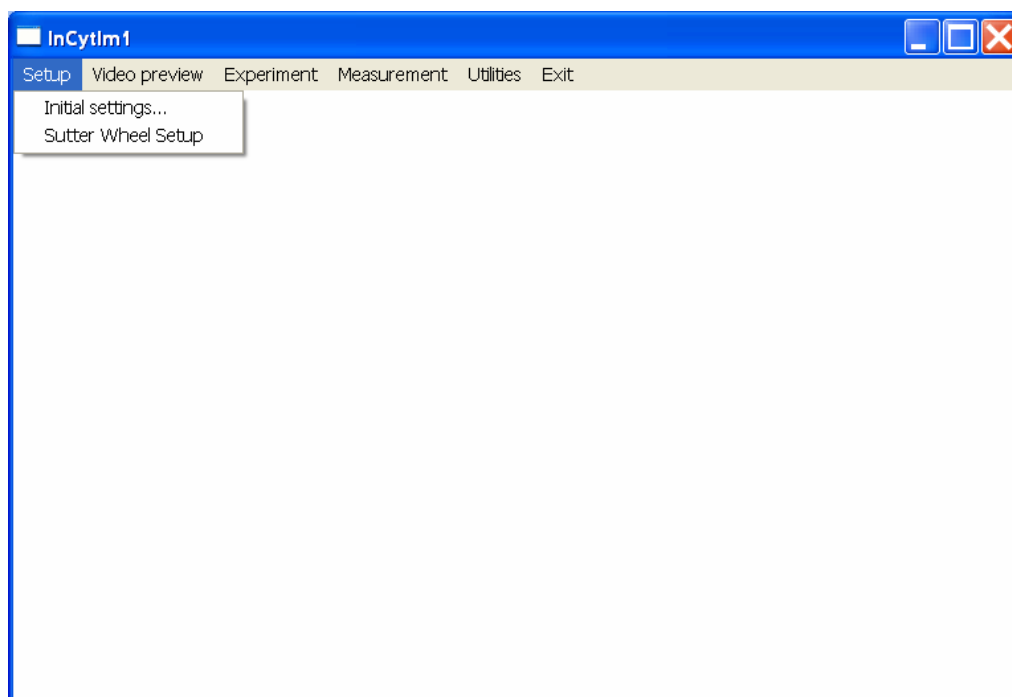 InCytIm1
Setup Video preview Experiment Measurement Utilities Exit
Initial settings...
Sutter Wheel Setup